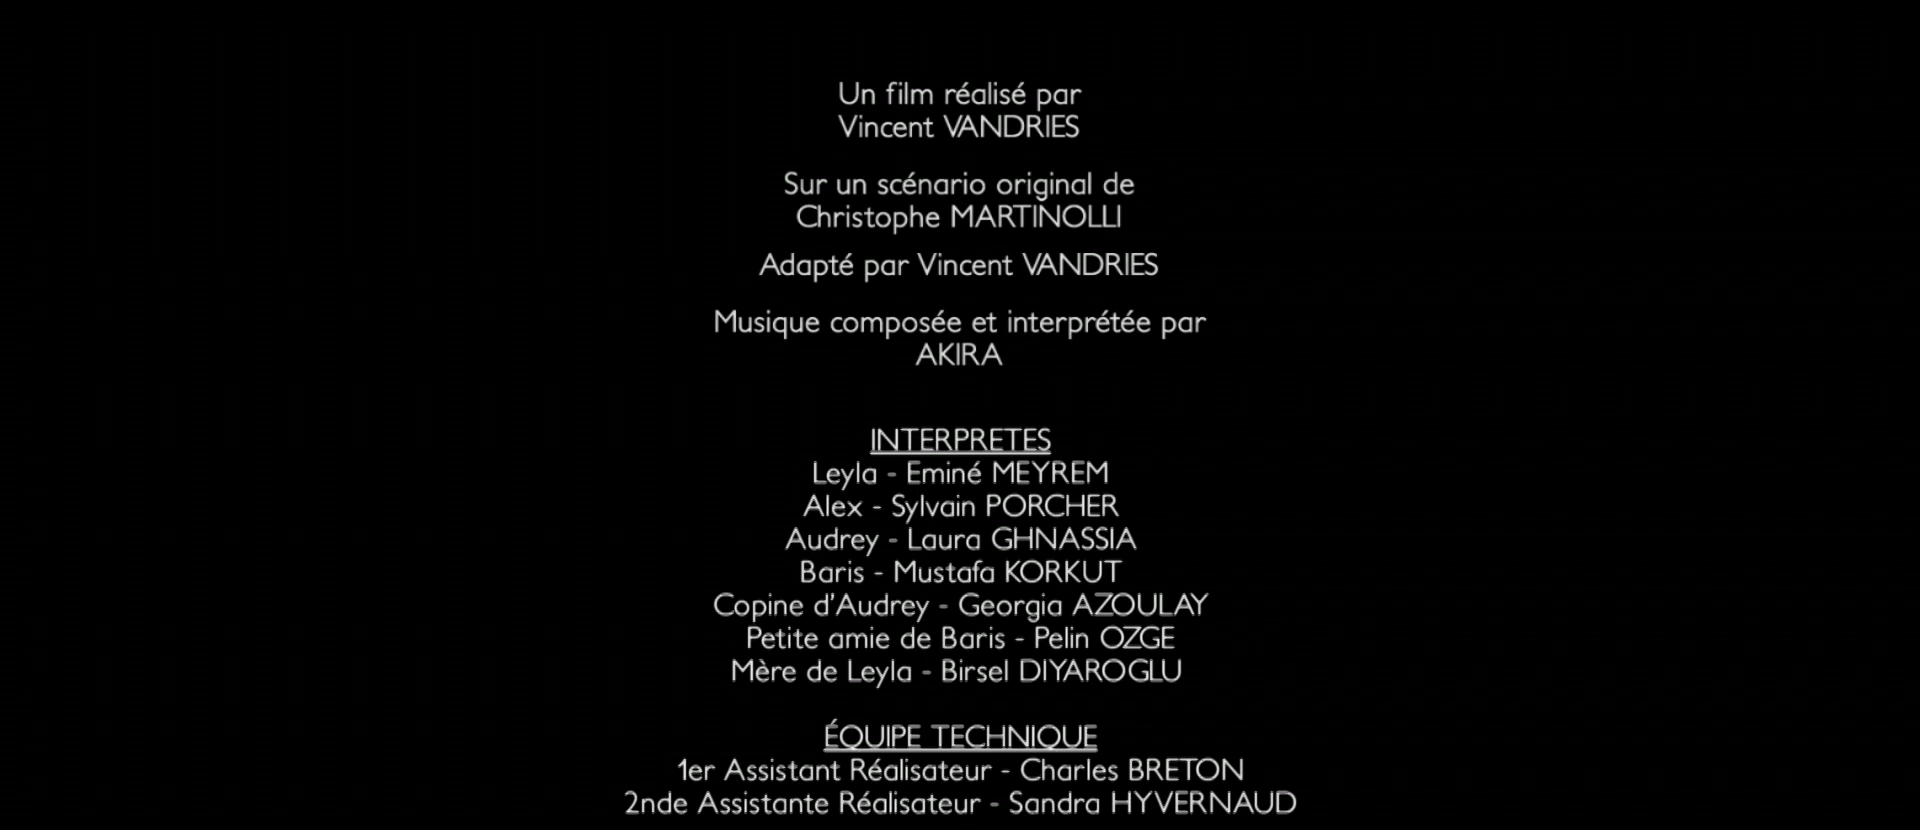 Un film réalisé par
Vincent VANDRIES
Sur un scénario original de
Christophe MARTINOLLI
Adapté par Vincent VANDRIES
Musique composée et interprétée par
AKIRA
INTERPRETES
Leyla - Eminé MEYREM
Alex - Sylvain PORCHER
Audrey - Laura GHNASSIA
Baris - Mustafa KORKUT
Copine d'Audrey - Georgia AZOULAY
Petite amie de Baris - Pelin OZGE
Mère de Leyla - Birsel DIYAROGLU
ÉQUIPE TECHNIQUE
1er Assistant Réalisateur - Charles BRETON
2nde Assistante Réalisateur - Sandra HYVERNAUD